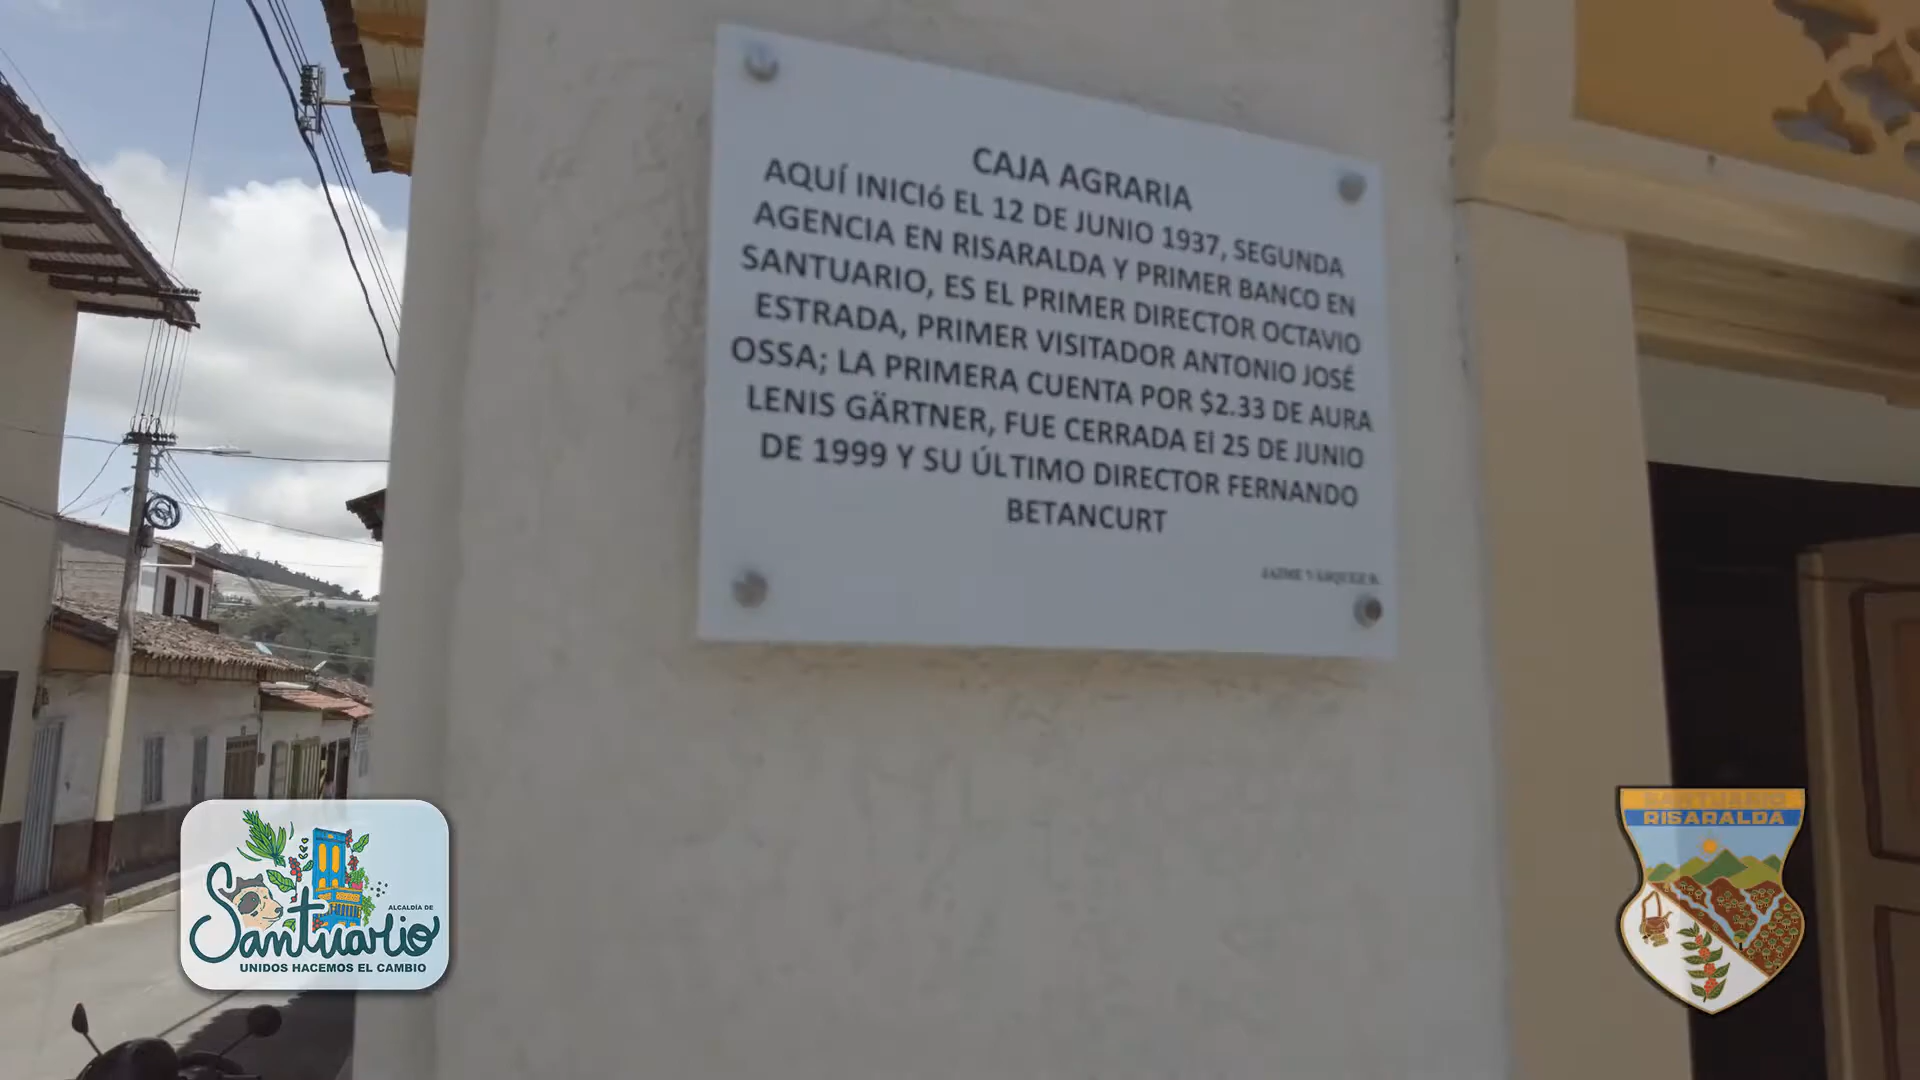 CAJA AGRARIA
AQUÍ INICIó EL 12 DE JUNIO 1937, SEGUNDA
AGENCIA EN RISARALDA Y PRIMER BANCO EN
SANTUARIO, ES EL PRIMER DIRECTOR OCTAVIO
ESTRADA, PRIMER VISITADOR ANTONIO JOSÉ
OSSA; LA PRIMERA CUENTA POR $2.33 DE AURA
LENIS GÄRTNER, FUE CERRADA El 25 DE JUNIO
DE 1999 Y SU ÚLTIMO DIRECTOR FERNANDO
BETANCURT
JAIME VÁSQUEZ B.
ALCALDÍA DE
Santuario
UNIDOS HACEMOS EL CAMBIO
SANTUARIO
RISARALDA